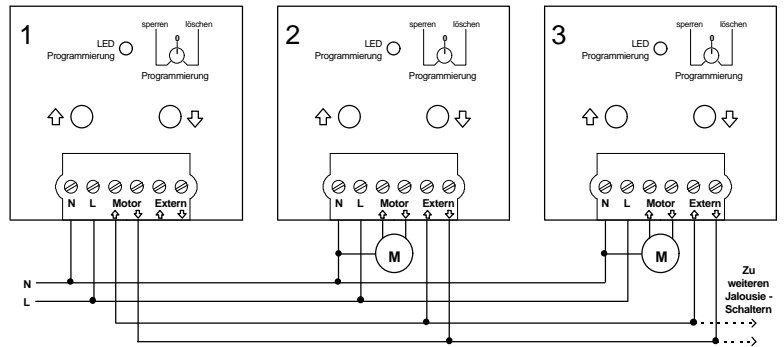 1
sperren löschen
0
LED
Programmierung
Programmierung
N L Motor Extern
2
sperren löschen
0
LED
Programmierung
Programmierung
N L Motor Extern
M
3
sperren löschen
0
LED
Programmierung
Programmierung
N L Motor Extern
M
N
L
Zu
weiteren
Jalousie -
Schaltern